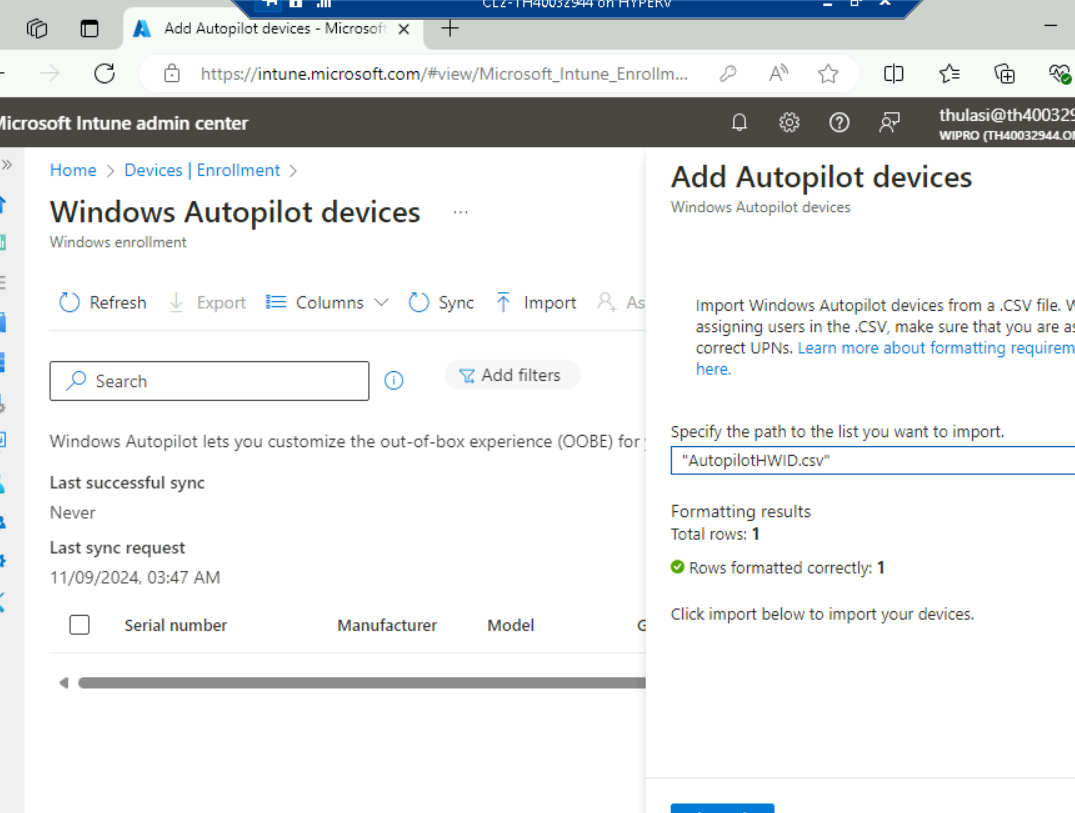 CL2-TH40032944 on HYPERV
Add Autopilot devices - Microsoft
https://intune.microsoft.com/#view/Microsoft_Intune_Enrollm...
Microsoft Intune admin center
thulasi@th400329
WIPRO (TH40032944.ON
Home > Devices | Enrollment >
Windows Autopilot devices ...
Windows enrollment
Refresh Export Columns Sync Import As
Search
Add filters
Windows Autopilot lets you customize the out-of-box experience (OOBE) for
Last successful sync
Never
Last sync request
11/09/2024, 03:47 AM
Serial number Manufacturer Model G
Add Autopilot devices
Windows Autopilot devices
Import Windows Autopilot devices from a .CSV file. W
assigning users in the .CSV, make sure that you are as
correct UPNs. Learn more about formatting requirem
here.
Specify the path to the list you want to import.
"AutopilotHWID.csv"
Formatting results
Total rows: 1
Rows formatted correctly: 1
Click import below to import your devices.